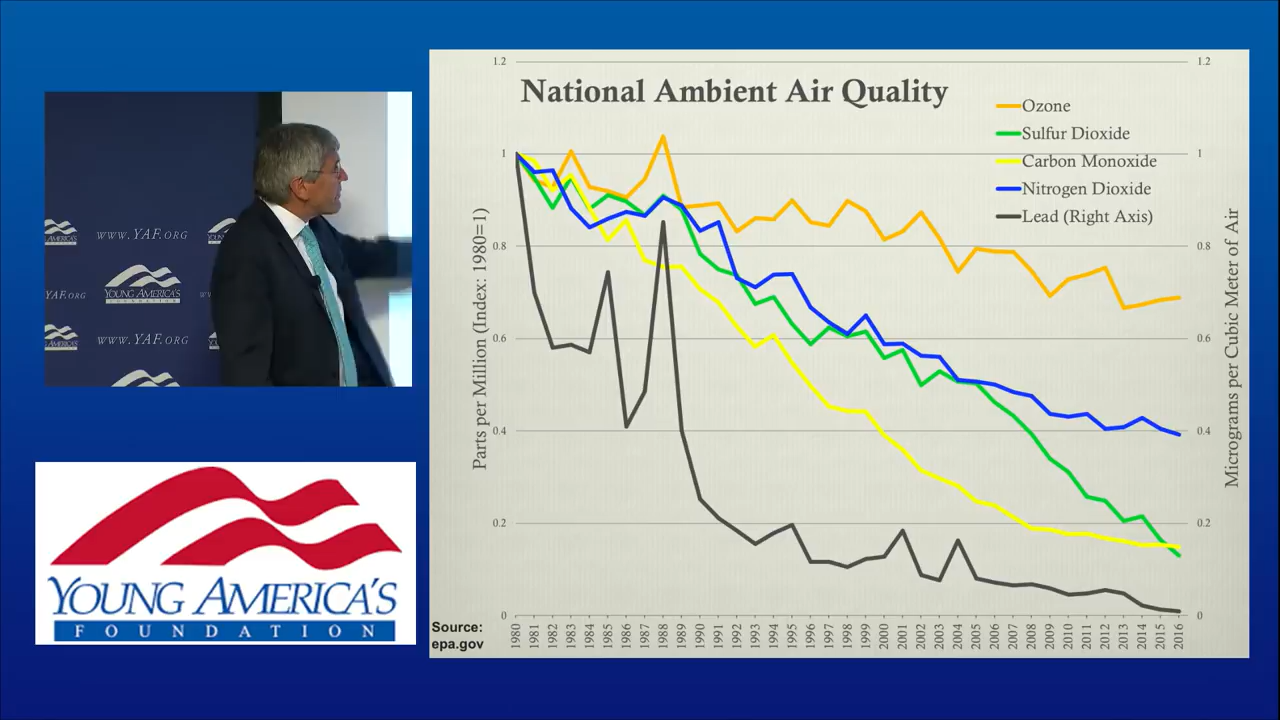 WWW.YAF.ORG
YOUNG AMERICA'S
FOUNDATION
YAF.ORG
WWW.YAF.ORG
YOUNG AMERICA'S
FOUNDATION
National Ambient Air Quality
Ozone
Sulfur Dioxide
Carbon Monoxide
Nitrogen Dioxide
Lead (Right Axis)
Parts per Million (Index: 1980=1)
1.2
1
0.8
0.6
0.4
0.2
0
1.2
1
0.8
0.6
0.4
0.2
0
Micrograms per Cubic Meter of Air
1980 1981 1982 1983 1984 1985 1986 1987 1988 1989 1990 1991 1992 1993 1994 1995 1996 1997 1998 1999 2000 2001 2002 2003 2004 2005 2006 2007 2008 2009 2010 2011 2012 2013 2014 2015 2016
Source:
epa.gov